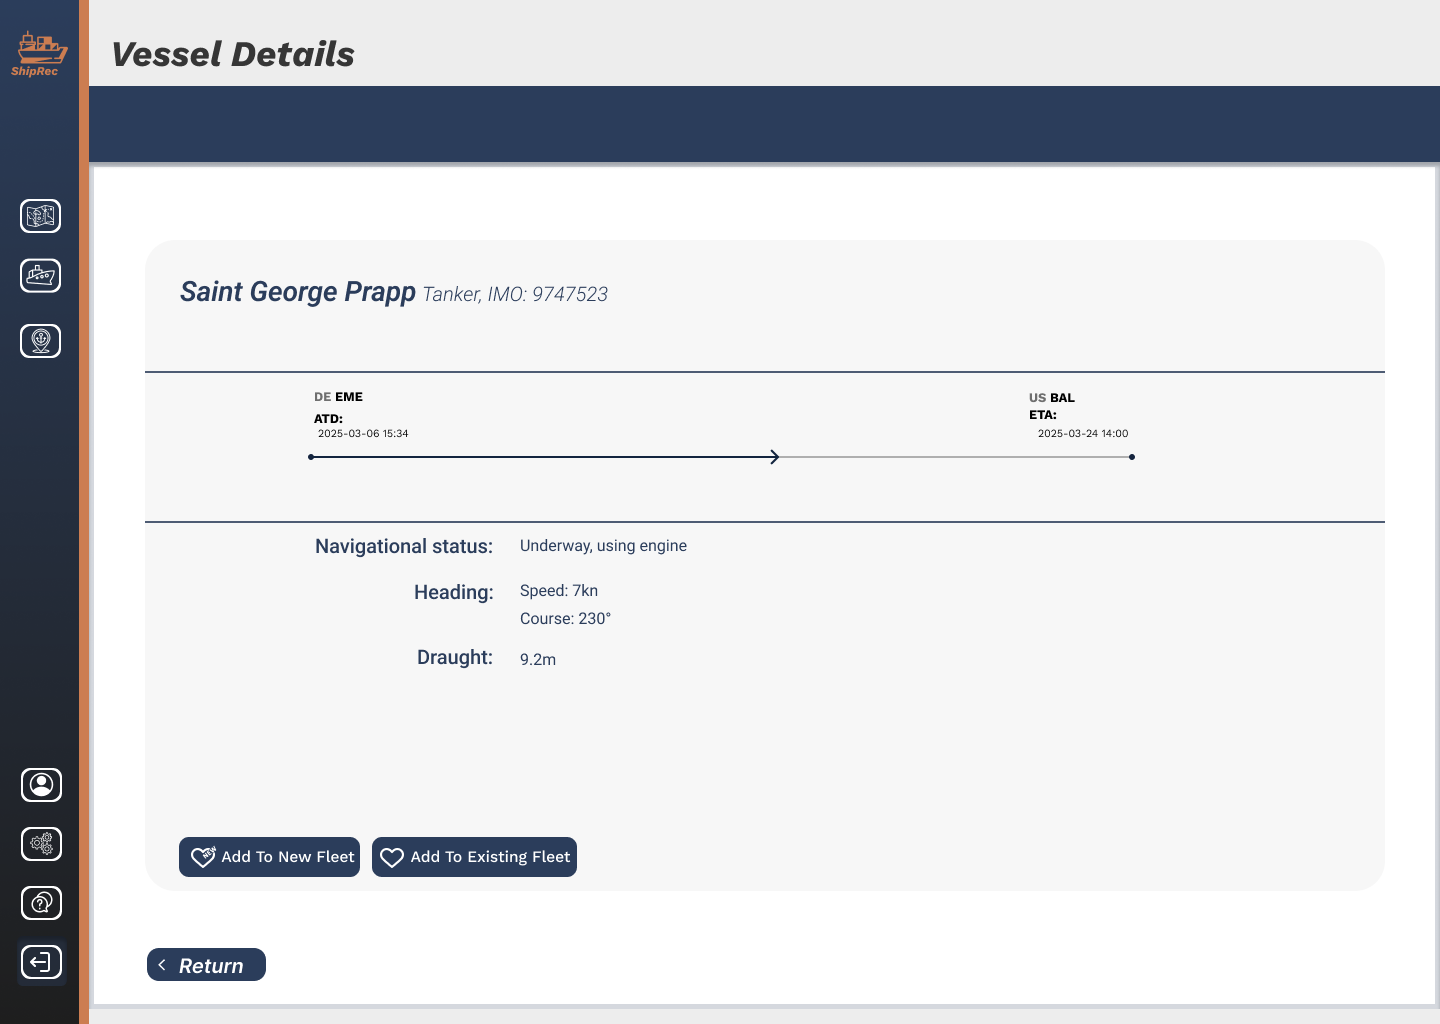 ShipRec
Vessel Details
Saint George Prapp Tanker, IMO: 9747523
DE EME
ATD:
2025-03-06 15:34
US BAL
ETA:
2025-03-24 14:00
Navigational status: Underway, using engine
Heading: Speed: 7kn
Course: 230°
Draught: 9.2m
Add To New Fleet
Add To Existing Fleet
Return